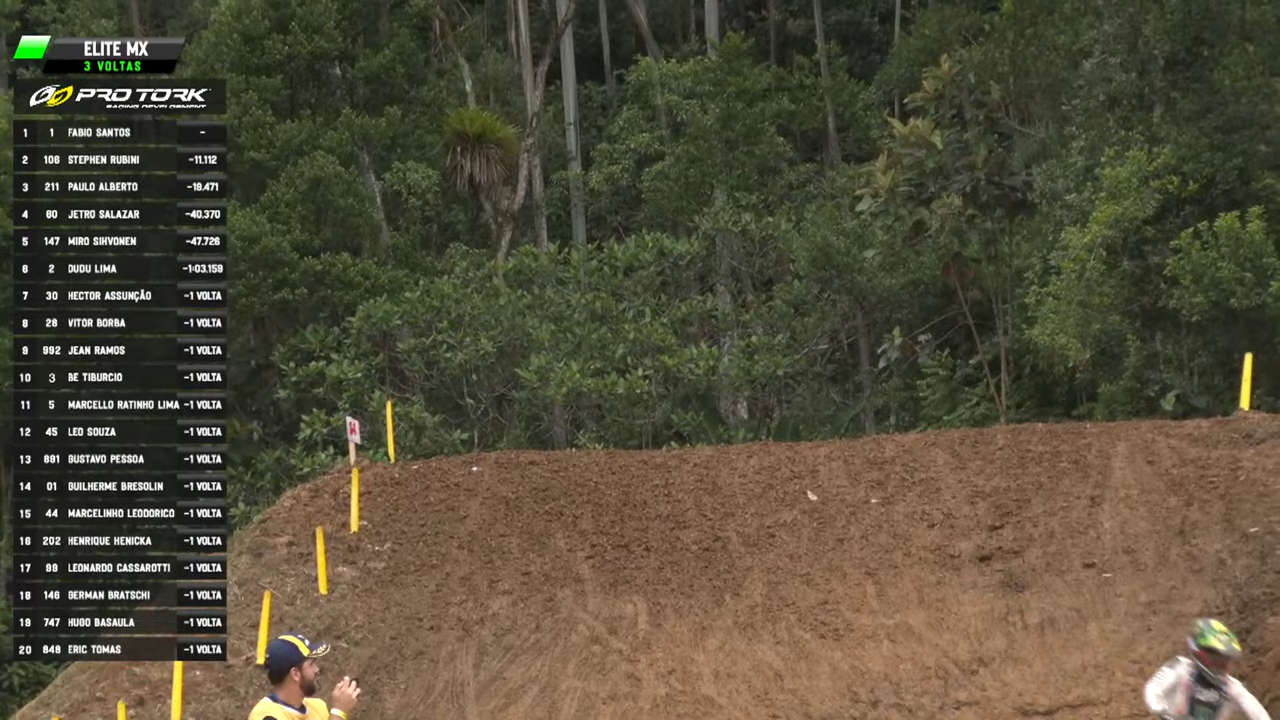 ELITE MX
3 VOLTAS
PRO TORK
RACING DEVELOPMENT
1 1 FABIO SANTOS -
2 106 STEPHEN RUBINI -11.112
3 211 PAULO ALBERTO -19.471
4 60 JETRO SALAZAR -40.370
5 147 MIRO SIHVONEN -47.726
6 2 DUDU LIMA -1:03.159
7 30 HECTOR ASSUNÇÃO -1 VOLTA
8 28 VITOR BORBA -1 VOLTA
9 992 JEAN RAMOS -1 VOLTA
10 3 BE TIBURCIO -1 VOLTA
11 5 MARCELLO RATINHO LIMA -1 VOLTA
12 45 LEO SOUZA -1 VOLTA
13 891 GUSTAVO PESSOA -1 VOLTA
14 01 GUILHERME BRESOLIN -1 VOLTA
15 44 MARCELINHO LEODORICO -1 VOLTA
16 202 HENRIQUE HENICKA -1 VOLTA
17 99 LEONARDO CASSAROTTI -1 VOLTA
18 146 GERMAN BRATSCHI -1 VOLTA
19 747 HUGO BASAULA -1 VOLTA
20 848 ERIC TOMAS -1 VOLTA